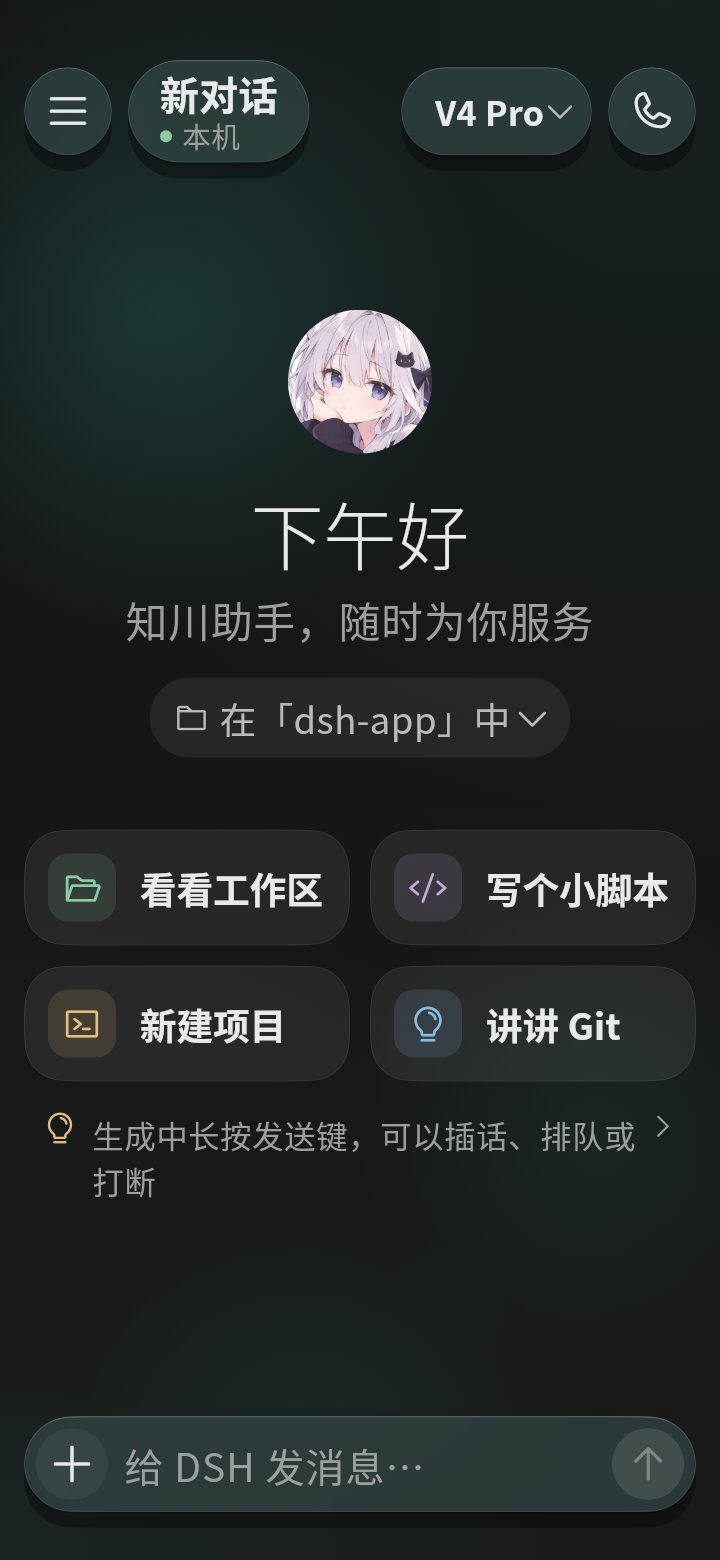 新对话
本机
V4 Pro
下午好
知川助手，随时为你服务
在「dsh-app」中
看看工作区
写个小脚本
新建项目
讲讲 Git
生成中长按发送键，可以插话、排队或
打断
给 DSH 发消息…